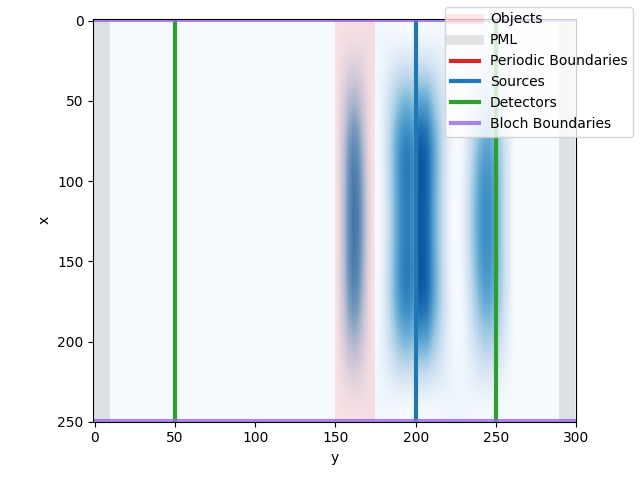 Objects
PML
Periodic Boundaries
Sources
Detectors
Bloch Boundaries
0
50
100
150
200
250
x
0
50
100
150
200
250
300
y